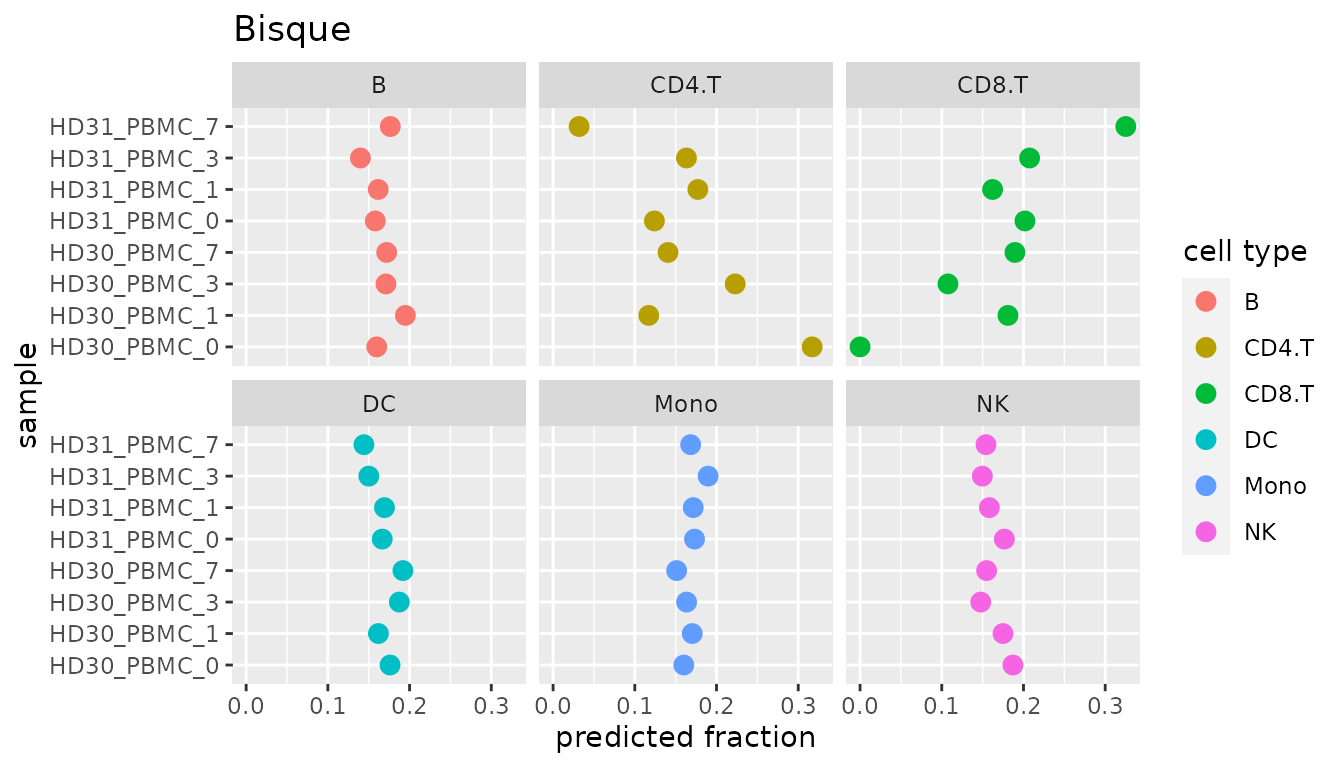 Bisque
B CD4.T CD8.T
HD31_PBMC_7
HD31_PBMC_3
HD31_PBMC_1
HD31_PBMC_0
HD30_PBMC_7
HD30_PBMC_3
HD30_PBMC_1
HD30_PBMC_0
DC Mono NK
HD31_PBMC_7
HD31_PBMC_3
HD31_PBMC_1
HD31_PBMC_0
HD30_PBMC_7
HD30_PBMC_3
HD30_PBMC_1
HD30_PBMC_0
0.0 0.1 0.2 0.3 0.0 0.1 0.2 0.3 0.0 0.1 0.2 0.3
predicted fraction
sample
cell type
B
CD4.T
CD8.T
DC
Mono
NK